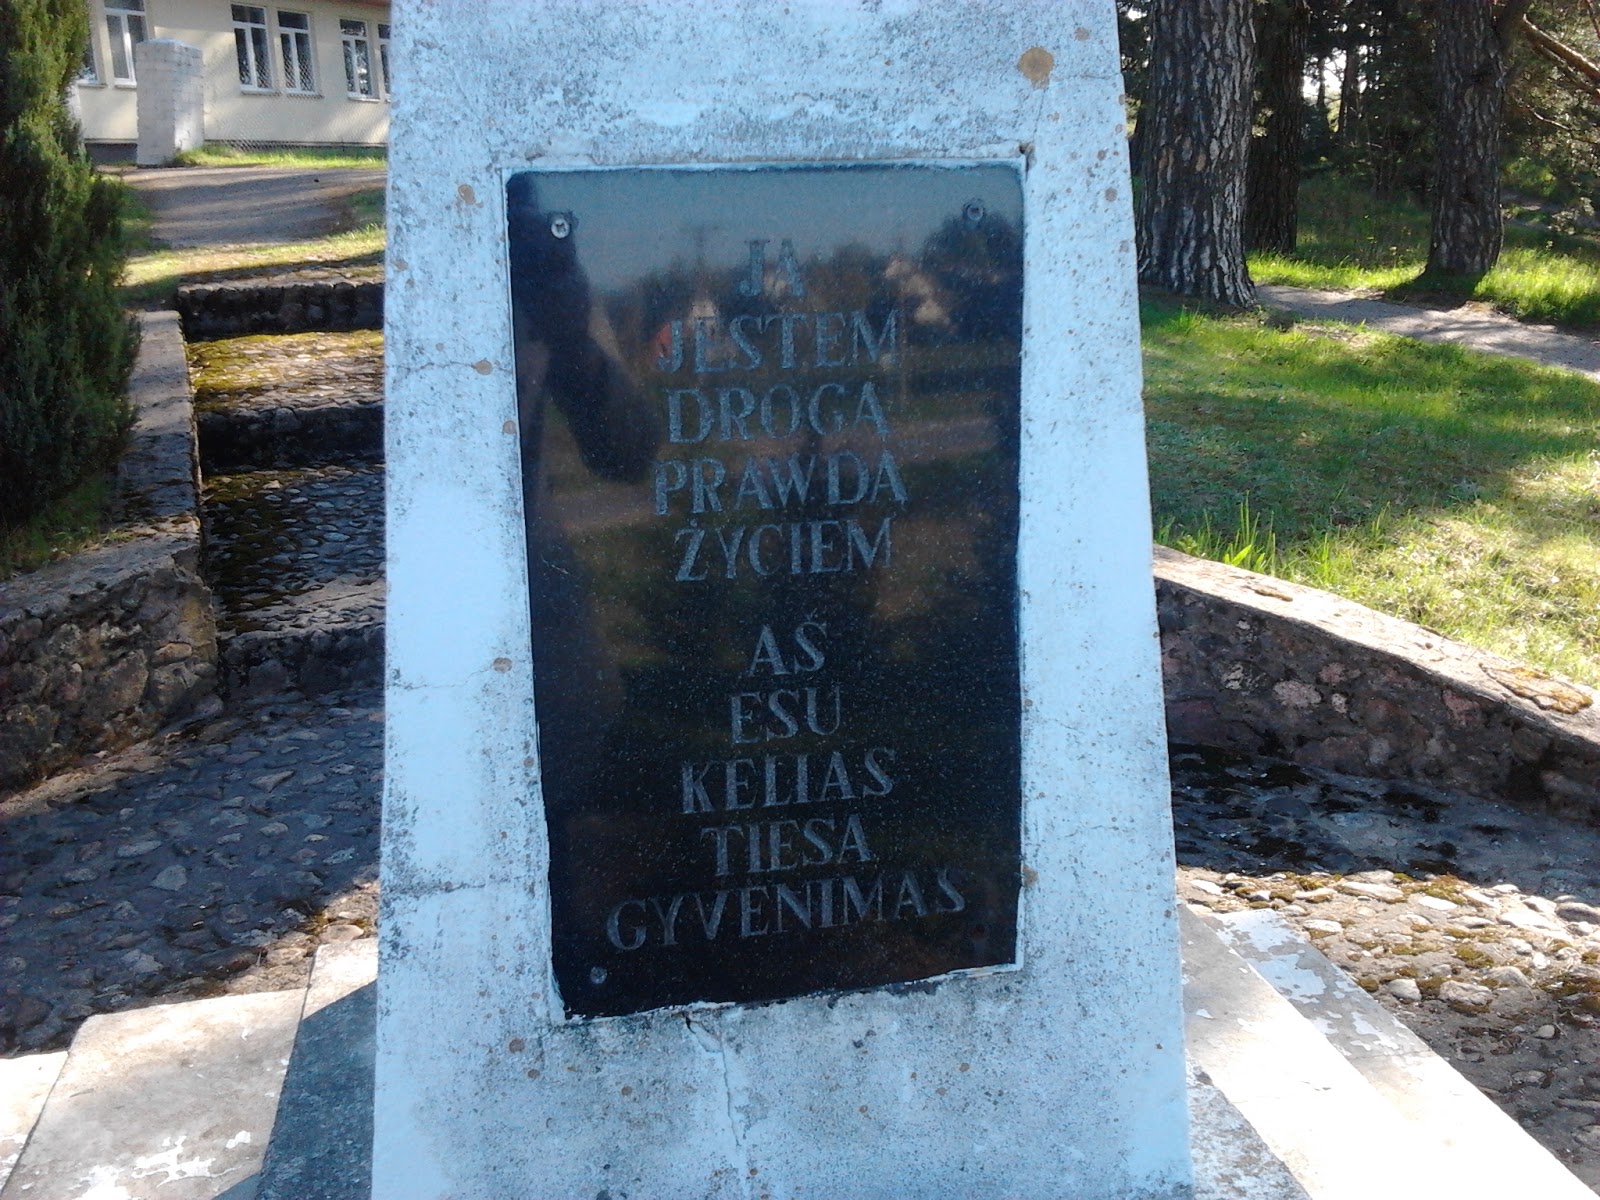 JA
JESTEM
DROGĄ
PRAWDĄ
ŻYCIEM
AŠ
ESU
KELIAS
TIESA
GYVENIMAS